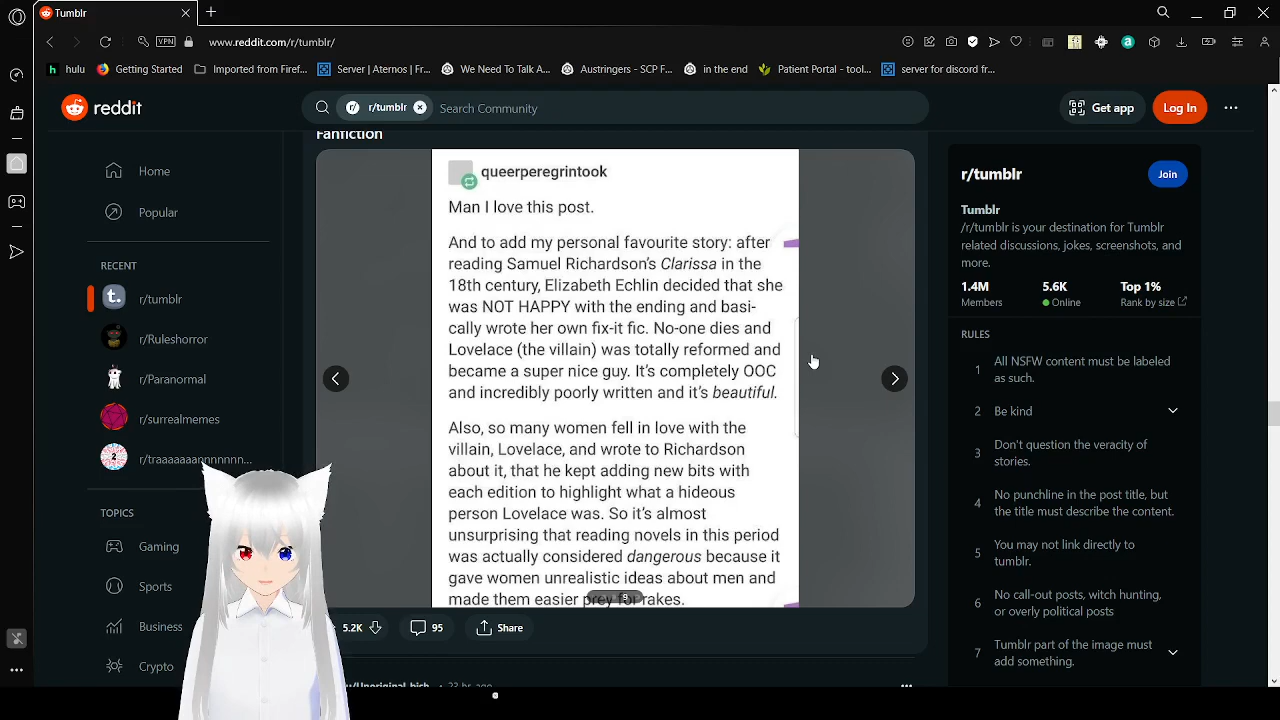 Tumblr
www.reddit.com/r/tumblr/
VPN
hulu
Getting Started
Imported from Firef...
Server | Aternos | Fr...
We Need To Talk A...
Austringers - SCP F...
in the end
Patient Portal - tool...
server for discord fr...
reddit
r/tumblr
Search Community
Get app
Log In
Home
Popular
RECENT
r/tumblr
r/Ruleshorror
r/Paranormal
r/surrealmemes
r/traaaaaaannnnnn...
TOPICS
Gaming
Sports
Business
Crypto
Fanfiction
queerperegrintook
Man I love this post.
And to add my personal favourite story: after
reading Samuel Richardson's Clarissa in the
18th century, Elizabeth Echlin decided that she
was NOT HAPPY with the ending and basi-
cally wrote her own fix-it fic. No-one dies and
Lovelace (the villain) was totally reformed and
became a super nice guy. It's completely OOC
and incredibly poorly written and it's beautiful.
Also, so many women fell in love with the
villain, Lovelace, and wrote to Richardson
about it, that he kept adding new bits with
each edition to highlight what a hideous
person Lovelace was. So it's almost
unsurprising that reading novels in this period
was actually considered dangerous because it
gave women unrealistic ideas about men and
made them easier prey for rakes.
5.2K
95
Share
23 hr. ago
r/tumblr
Join
Tumblr
/r/tumblr is your destination for Tumblr
related discussions, jokes, screenshots, and
more.
1.4M
Members
5.6K
Online
Top 1%
Rank by size
RULES
1
All NSFW content must be labeled
as such.
2
Be kind
3
Don't question the veracity of
stories.
4
No punchline in the post title, but
the title must describe the content.
5
You may not link directly to
tumblr.
6
No call-out posts, witch hunting,
or overly political posts
7
Tumblr part of the image must
add something.